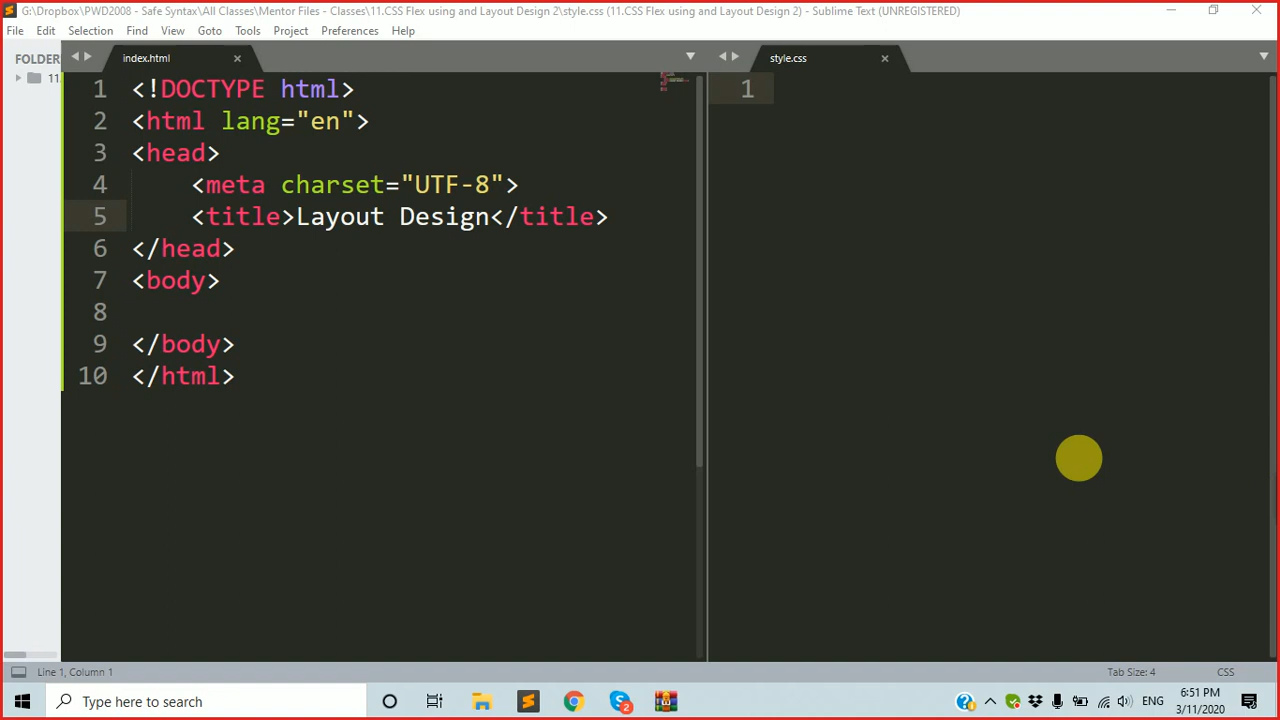 G:\Dropbox\PWD2008 - Safe Syntax\All Classes\Mentor Files - Classes\11.CSS Flex using and Layout Design 2\style.css (11.CSS Flex using and Layout Design 2) - Sublime Text (UNREGISTERED)
File Edit Selection Find View Goto Tools Project Preferences Help
FOLDER
11
index.html
1 <!DOCTYPE html>
2 <html lang="en">
3 <head>
4 <meta charset="UTF-8">
5 <title>Layout Design</title>
6 </head>
7 <body>
8
9 </body>
10 </html>
style.css
1
Line 1, Column 1
Tab Size: 4
CSS
Type here to search
2
ENG
6:51 PM
3/11/2020